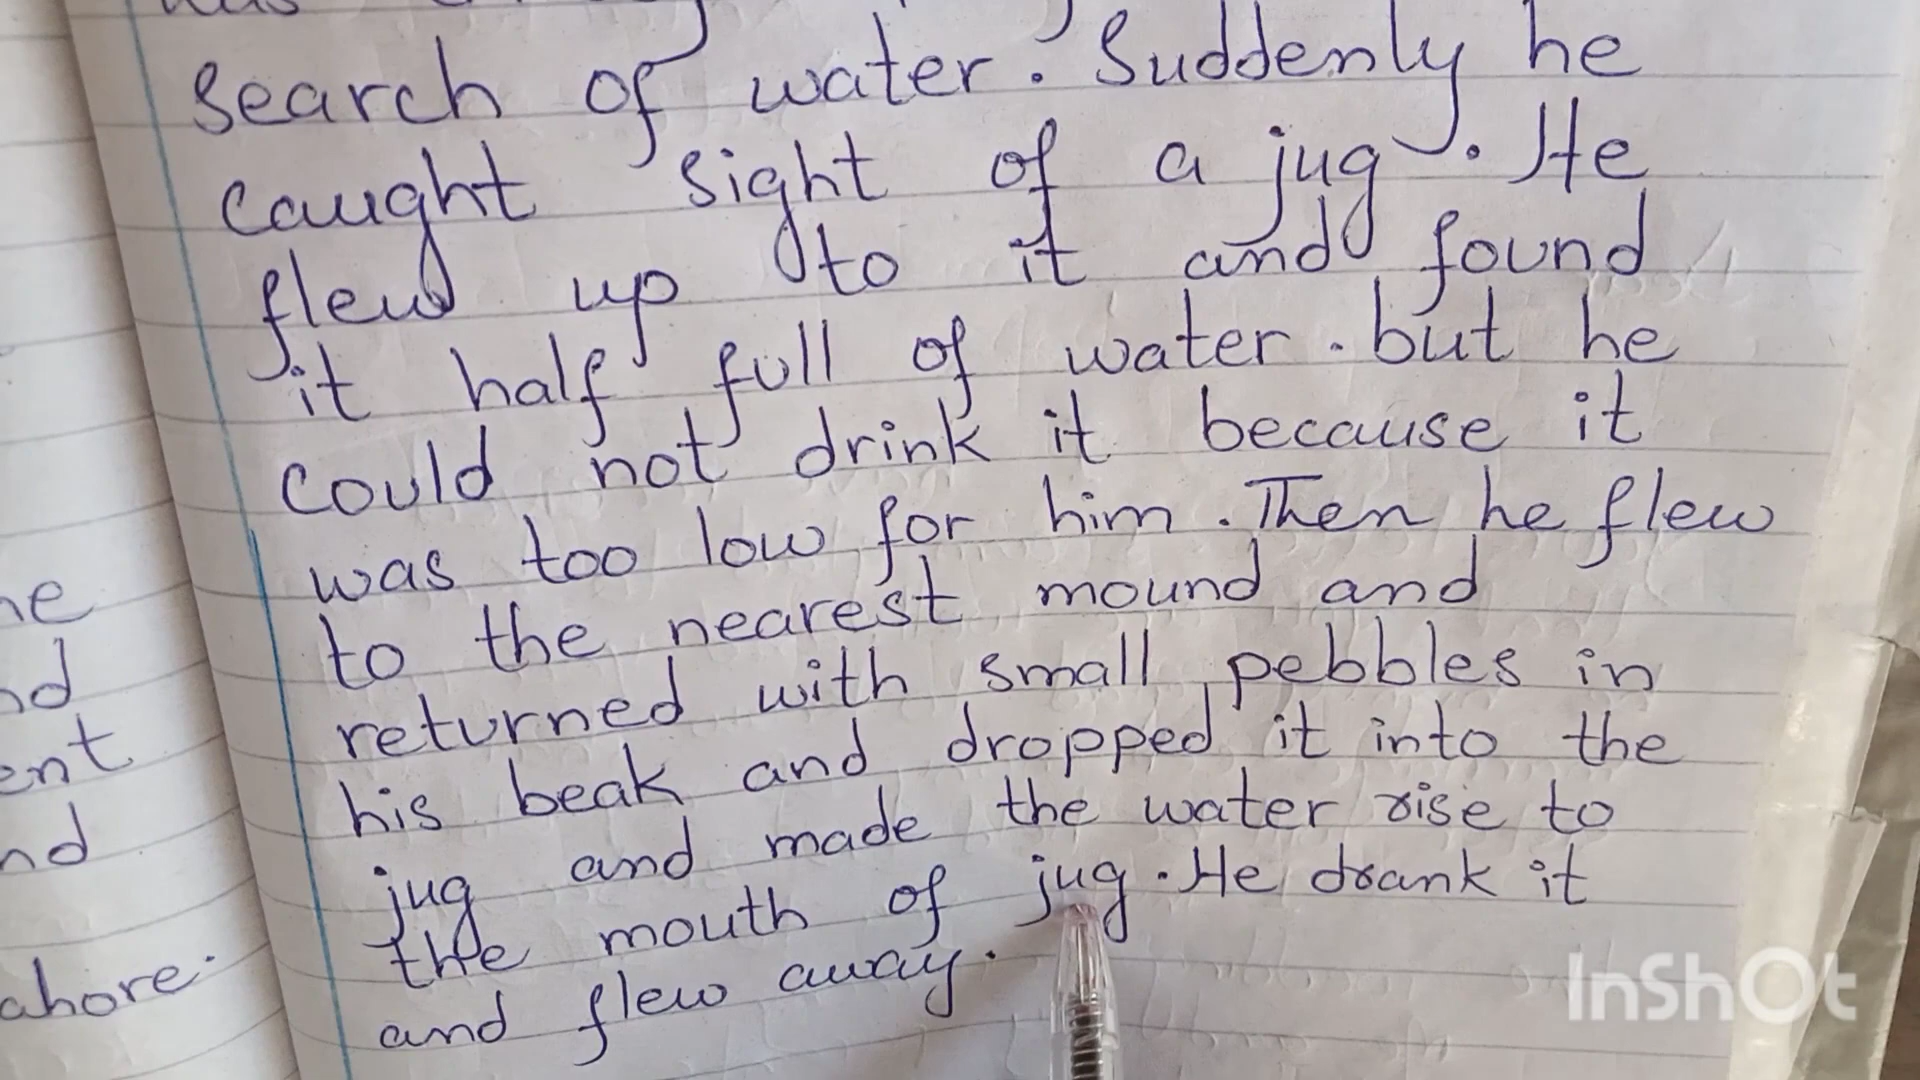 search of water. Suddenly he
caught sight of a jug. He
flew up to it and found
it half full of water. but he
could not drink it because it
was too low for him. Then he flew
to the nearest mound and
returned with small pebbles in
his beak and dropped it into the
jug and made the water rise to
the mouth of jug. He drank it
and flew away.
ahore.
InShOt